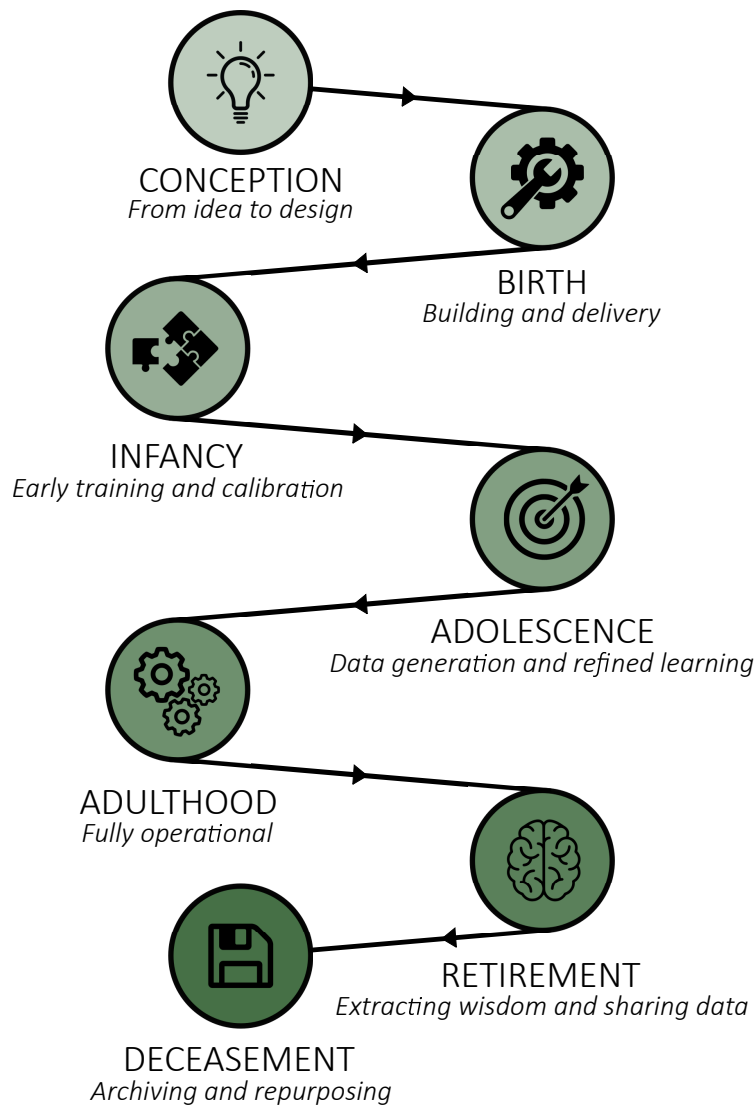 CONCEPTION
From idea to design
BIRTH
Building and delivery
INFANCY
Early training and calibration
ADOLESCENCE
Data generation and refined learning
ADULTHOOD
Fully operational
RETIREMENT
Extracting wisdom and sharing data
DECEASEMENT
Archiving and repurposing